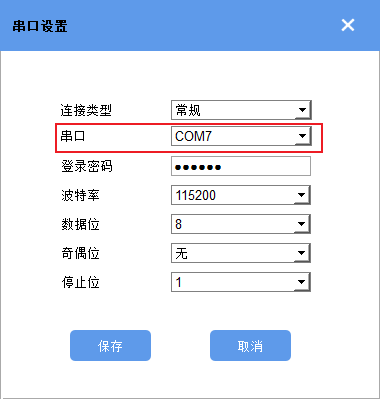 串口设置
连接类型 常规
串口 COM7
登录密码 ●●●●●●
波特率 115200
数据位 8
奇偶位 无
停止位 1
保存 取消